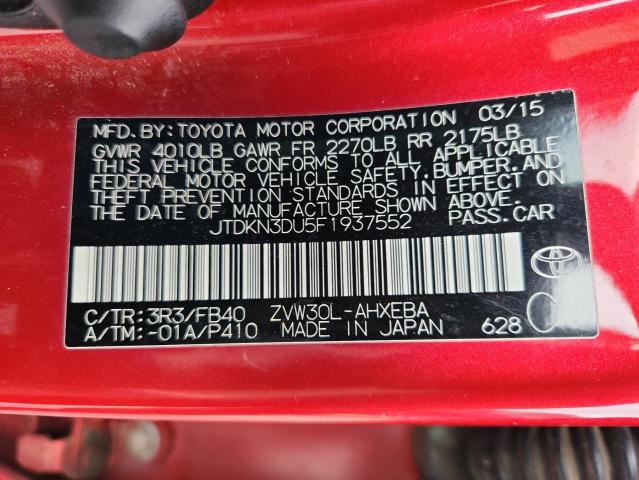 MFD. BY: TOYOTA MOTOR CORPORATION 03/15
GVWR 4010LB GAWR FR 2270LB RR 2175LB
THIS VEHICLE CONFORMS TO ALL APPLICABLE
FEDERAL MOTOR VEHICLE SAFETY, BUMPER, AND
THEFT PREVENTION STANDARDS IN EFFECT ON
THE DATE OF MANUFACTURE SHOWN ABOVE.
JTDKN3DU5F1937552 PASS. CAR
C/TR: 3R3/FB40 ZVW30L-AHXEBA
A/TM: -01A/P410 MADE IN JAPAN 628